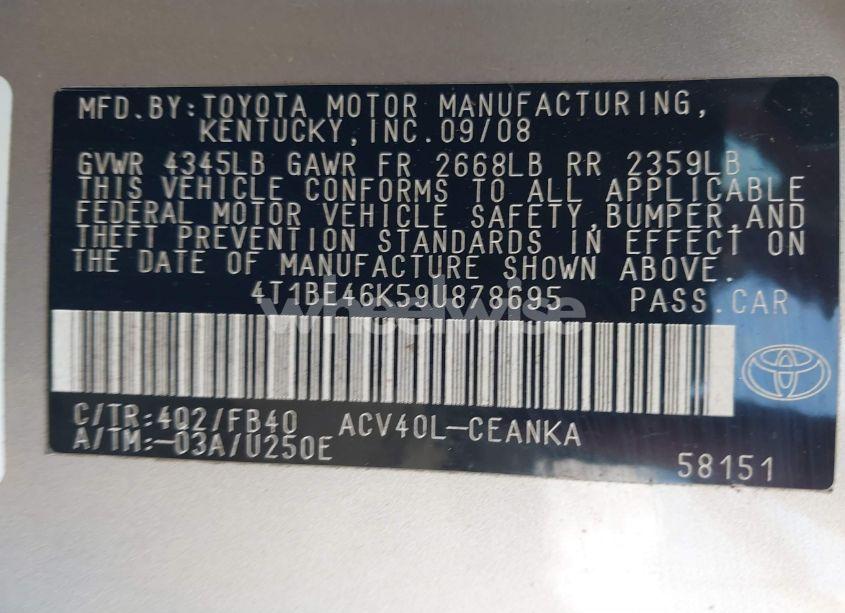 MFD.BY:TOYOTA MOTOR MANUFACTURING,
KENTUCKY,INC.09/08
GVWR 4345LB GAWR FR 2668LB RR 2359LB
THIS VEHICLE CONFORMS TO ALL APPLICABLE
FEDERAL MOTOR VEHICLE SAFETY,BUMPER,AND
THEFT PREVENTION STANDARDS IN EFFECT ON
THE DATE OF MANUFACTURE SHOWN ABOVE.
4T1BE46K59U878695 PASS.CAR
wheelwise
C/TR:4Q2/FB40 ACV40L-CEANKA
A/TM:-03A/U250E
58151